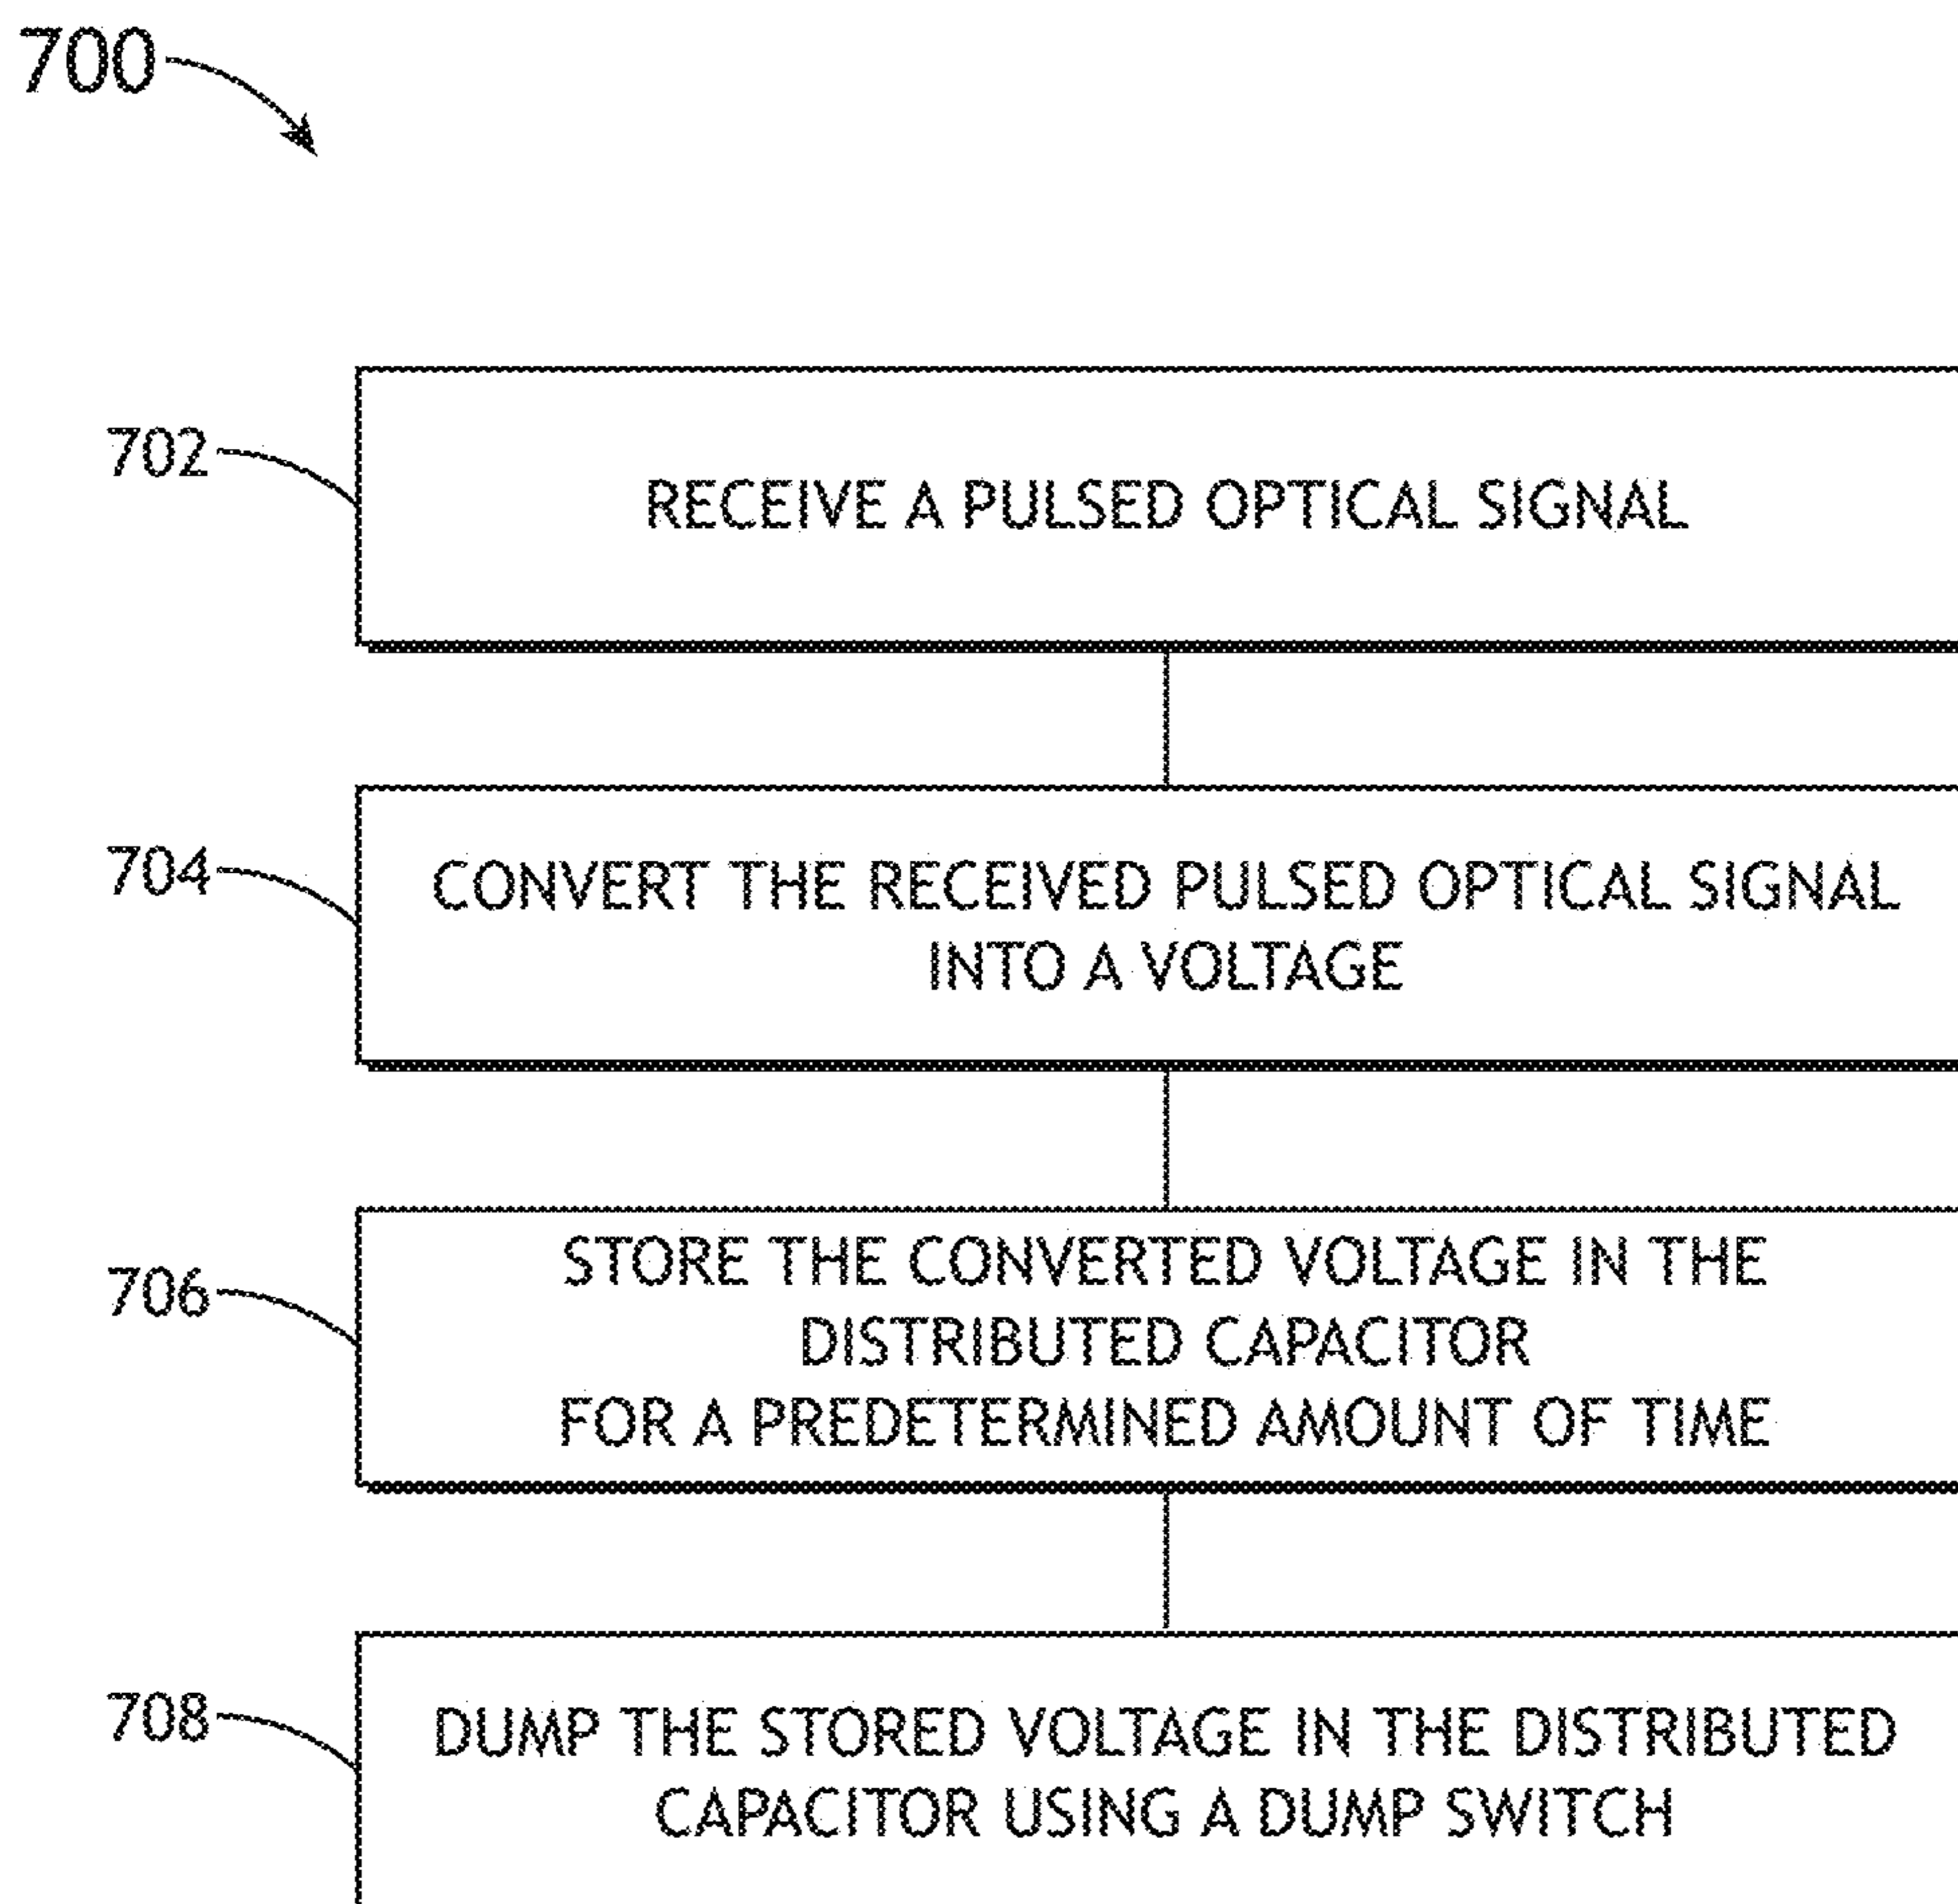 700
702
RECEIVE A PULSED OPTICAL SIGNAL
704
CONVERT THE RECEIVED PULSED OPTICAL SIGNAL
INTO A VOLTAGE
706
STORE THE CONVERTED VOLTAGE IN THE
DISTRIBUTED CAPACITOR
FOR A PREDETERMINED AMOUNT OF TIME
708
DUMP THE STORED VOLTAGE IN THE DISTRIBUTED
CAPACITOR USING A DUMP SWITCH